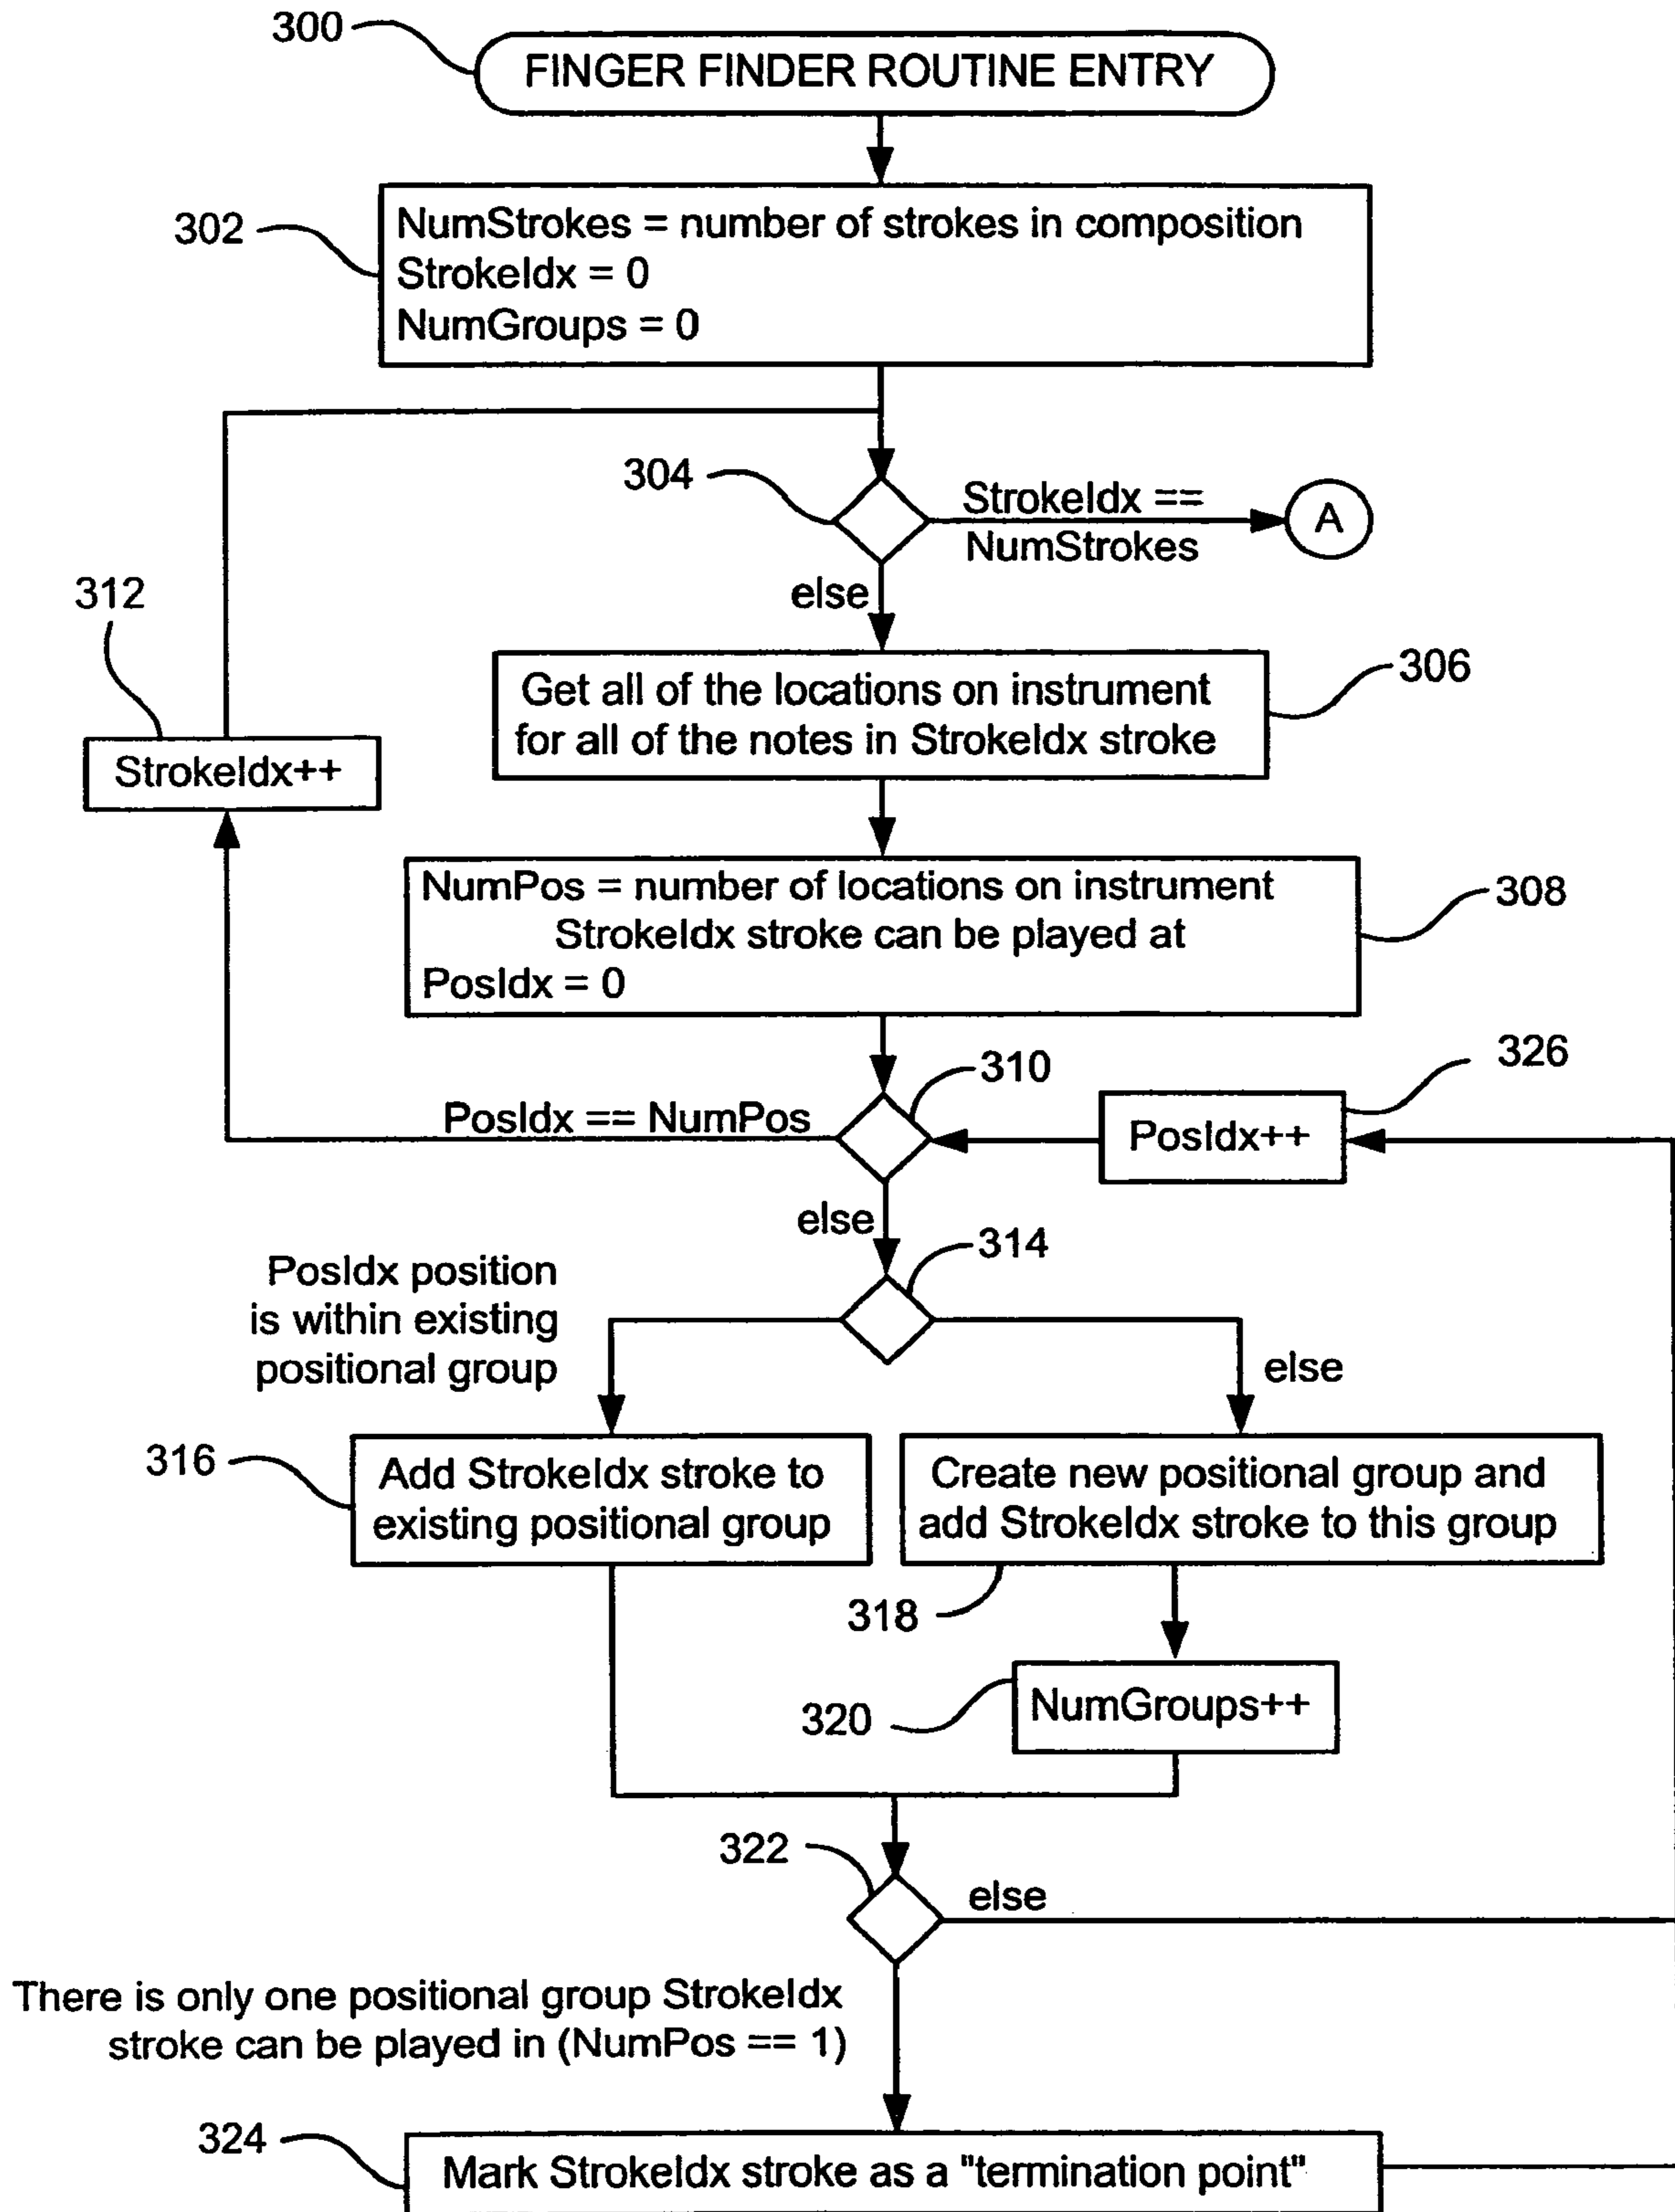 300
FINGER FINDER ROUTINE ENTRY
302
NumStrokes = number of strokes in composition
StrokeIdx = 0
NumGroups = 0
304
StrokeIdx ==
NumStrokes
A
else
312
StrokeIdx++
306
Get all of the locations on instrument
for all of the notes in StrokeIdx stroke
308
NumPos = number of locations on instrument
StrokeIdx stroke can be played at
PosIdx = 0
310
326
PosIdx == NumPos
PosIdx++
else
314
PosIdx position
is within existing
positional group
else
316
Add StrokeIdx stroke to
existing positional group
Create new positional group and
add StrokeIdx stroke to this group
318
320
NumGroups++
322
else
There is only one positional group StrokeIdx
stroke can be played in (NumPos == 1)
324
Mark StrokeIdx stroke as a "termination point"